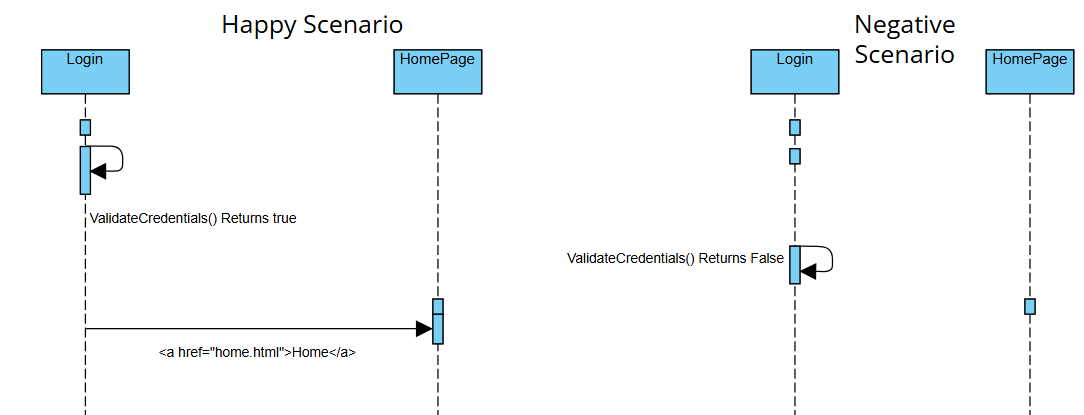 Happy Scenario
Login
HomePage
ValidateCredentials() Returns true
<a href="home.html">Home</a>
Negative
Scenario
Login
HomePage
ValidateCredentials() Returns False